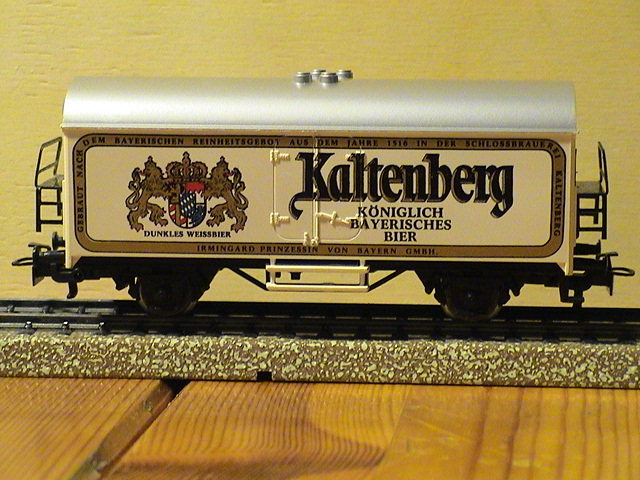 GEBRAUT NACH DEM BAYERISCHEN REINHEITSGEBOT AUS DEM JAHRE 1516 IN DER SCHLOSSBRAUEREI KALTENBERG
Kaltenberg
KÖNIGLICH
BAYERISCHES
BIER
DUNKLES WEISSBIER
IRMINGARD PRINZESSIN VON BAYERN GMBH.